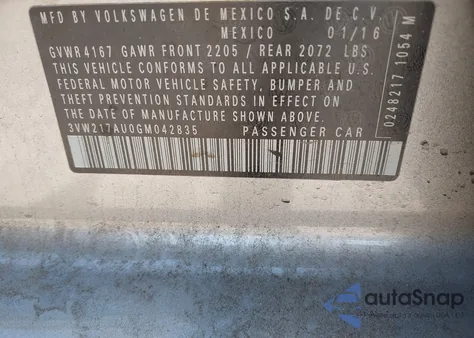 MFD BY VOLKSWAGEN DE MEXICO S.A. DE C.V.
MEXICO 01/16
GVWR 4167 GAWR FRONT 2205 / REAR 2072 LBS
THIS VEHICLE CONFORMS TO ALL APPLICABLE U.S.
FEDERAL MOTOR VEHICLE SAFETY, BUMPER AND
THEFT PREVENTION STANDARDS IN EFFECT ON
THE DATE OF MANUFACTURE SHOWN ABOVE.
3VW217AU0GM042835 PASSENGER CAR
0248217 1054 M
autoSnap